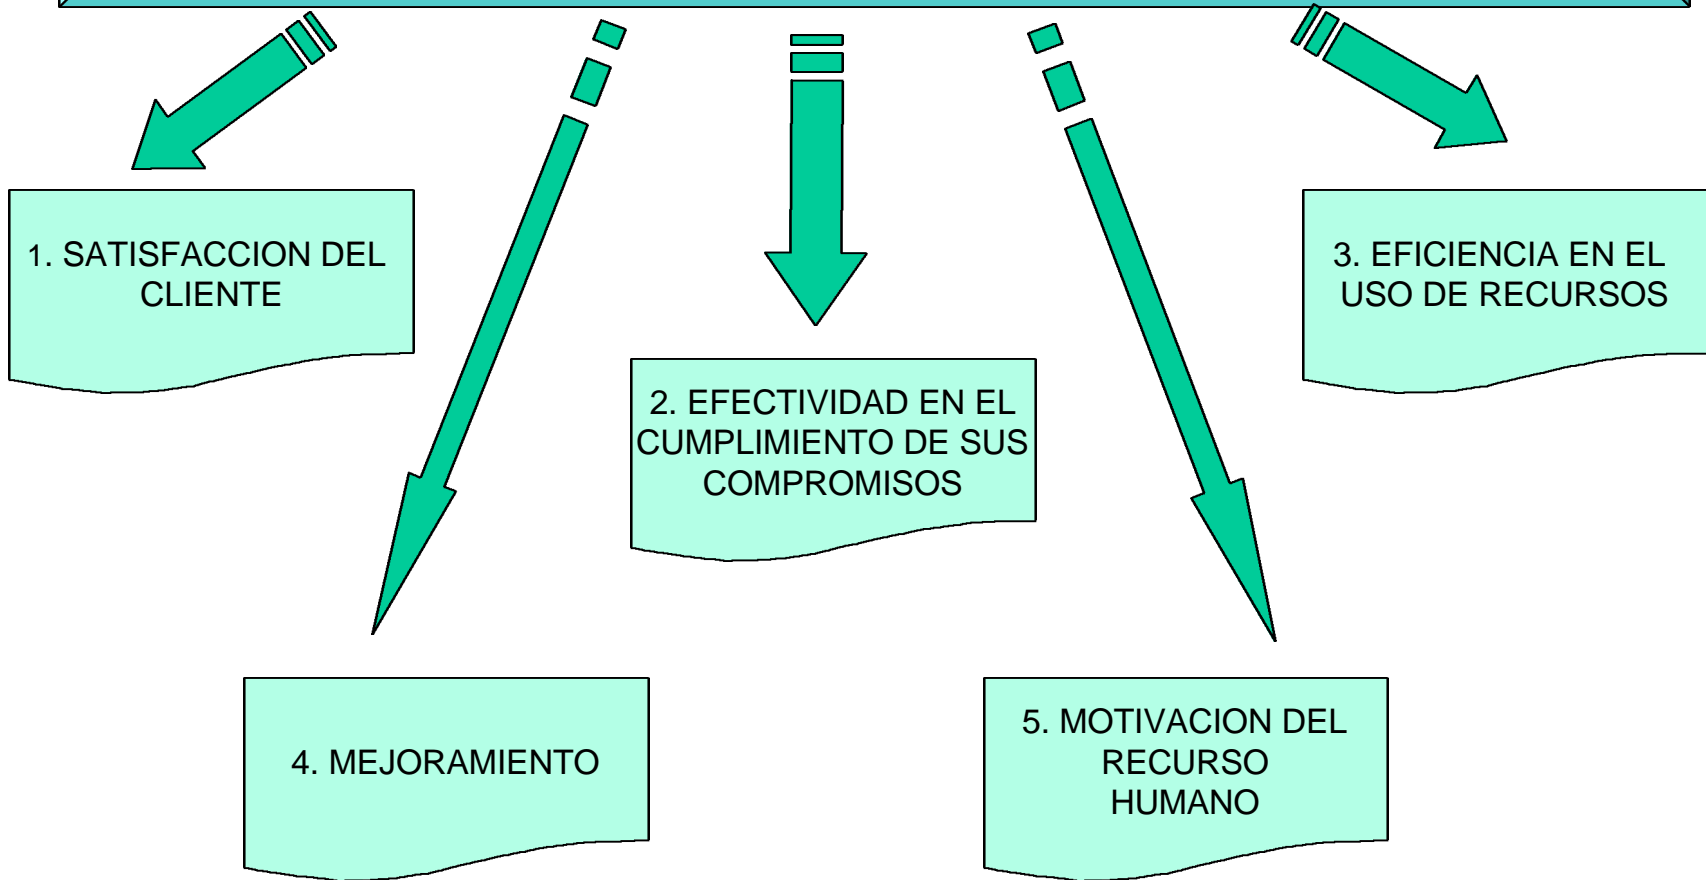 1. SATISFACCION DEL
CLIENTE
2. EFECTIVIDAD EN EL
CUMPLIMIENTO DE SUS
COMPROMISOS
3. EFICIENCIA EN EL
USO DE RECURSOS
4. MEJORAMIENTO
5. MOTIVACION DEL
RECURSO
HUMANO